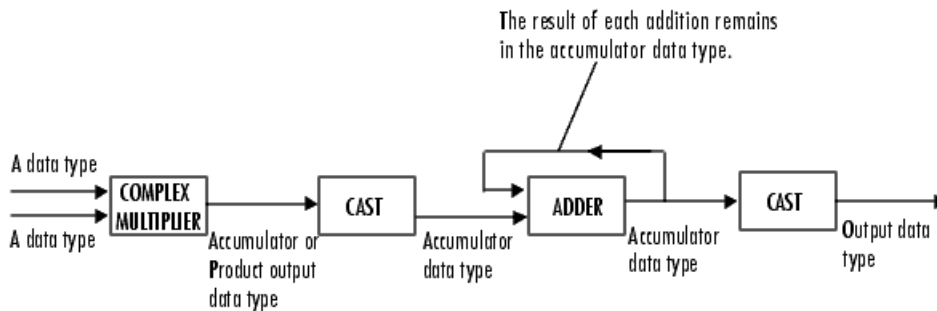 The result of each addition remains
in the accumulator data type.
A data type
A data type
COMPLEX
MULTIPLIER
Accumulator or
Product output
data type
CAST
Accumulator
data type
ADDER
Accumulator
data type
CAST
Output data
type